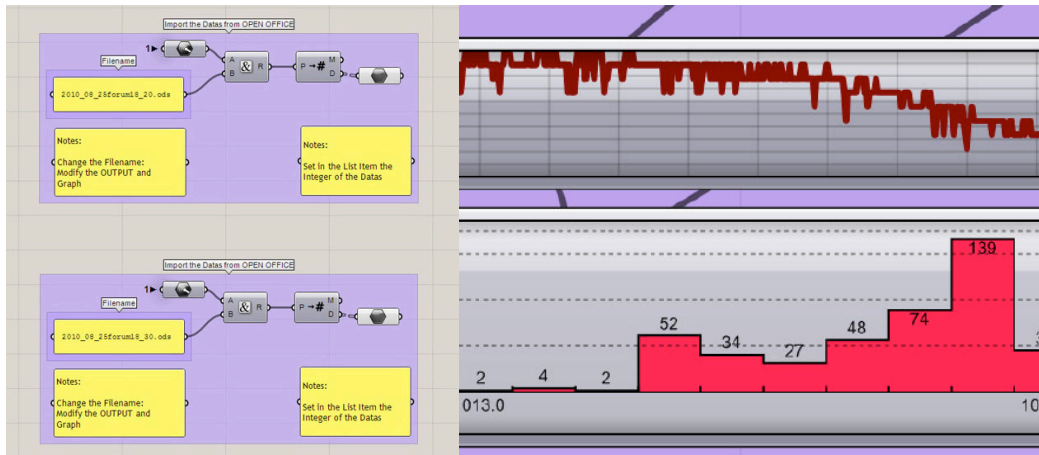 Import the Datas from OPEN OFFICE
1
Filename
A
B
&
R
P → #
M
D
2010_08_25forum18_20.ods
Notes:
Change the Filename:
Modify the OUTPUT and
Graph
Notes:
Set in the List Item the
Integer of the Datas
Import the Datas from OPEN OFFICE
1
Filename
A
B
&
R
P → #
M
D
2010_08_25forum18_30.ods
Notes:
Change the Filename:
Modify the OUTPUT and
Graph
Notes:
Set in the List Item the
Integer of the Datas
2
4
2
52
34
27
48
74
139
013.0
10